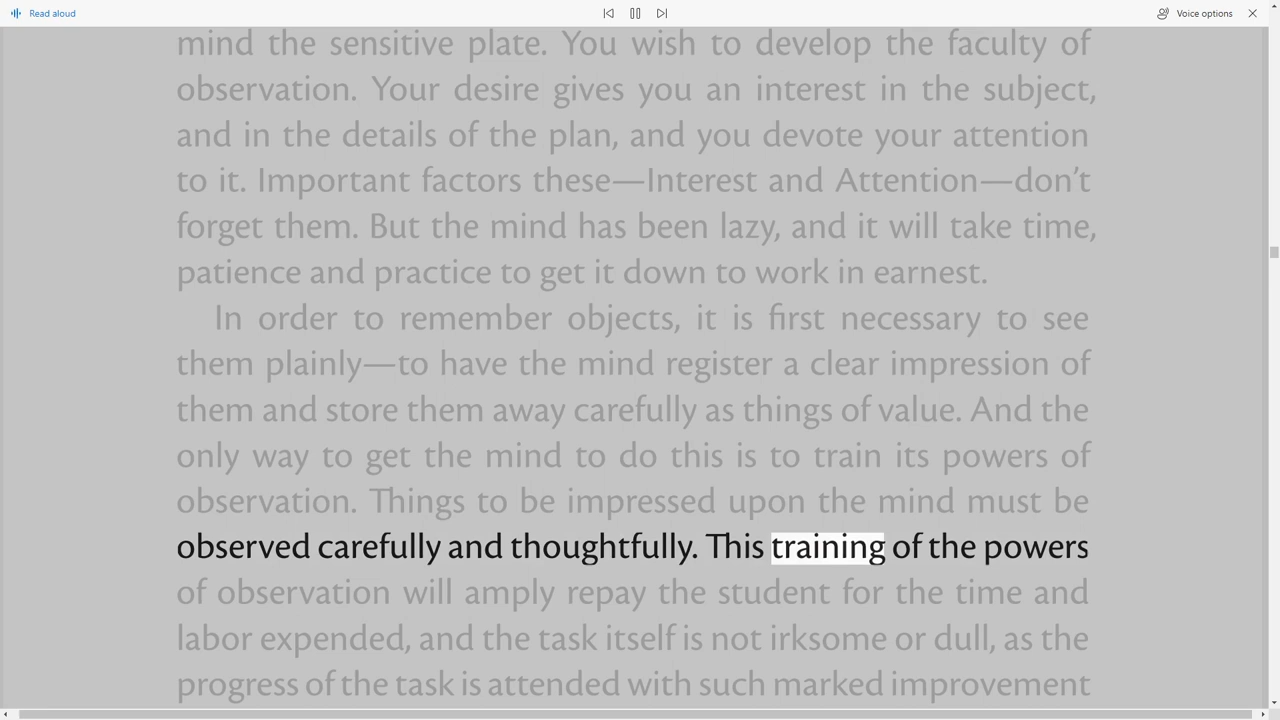 Read aloud
Voice options
mind the sensitive plate. You wish to develop the faculty of
observation. Your desire gives you an interest in the subject,
and in the details of the plan, and you devote your attention
to it. Important factors these—Interest and Attention—don’t
forget them. But the mind has been lazy, and it will take time,
patience and practice to get it down to work in earnest.
In order to remember objects, it is first necessary to see
them plainly—to have the mind register a clear impression of
them and store them away carefully as things of value. And the
only way to get the mind to do this is to train its powers of
observation. Things to be impressed upon the mind must be
observed carefully and thoughtfully. This training of the powers
of observation will amply repay the student for the time and
labor expended, and the task itself is not irksome or dull, as the
progress of the task is attended with such marked improvement